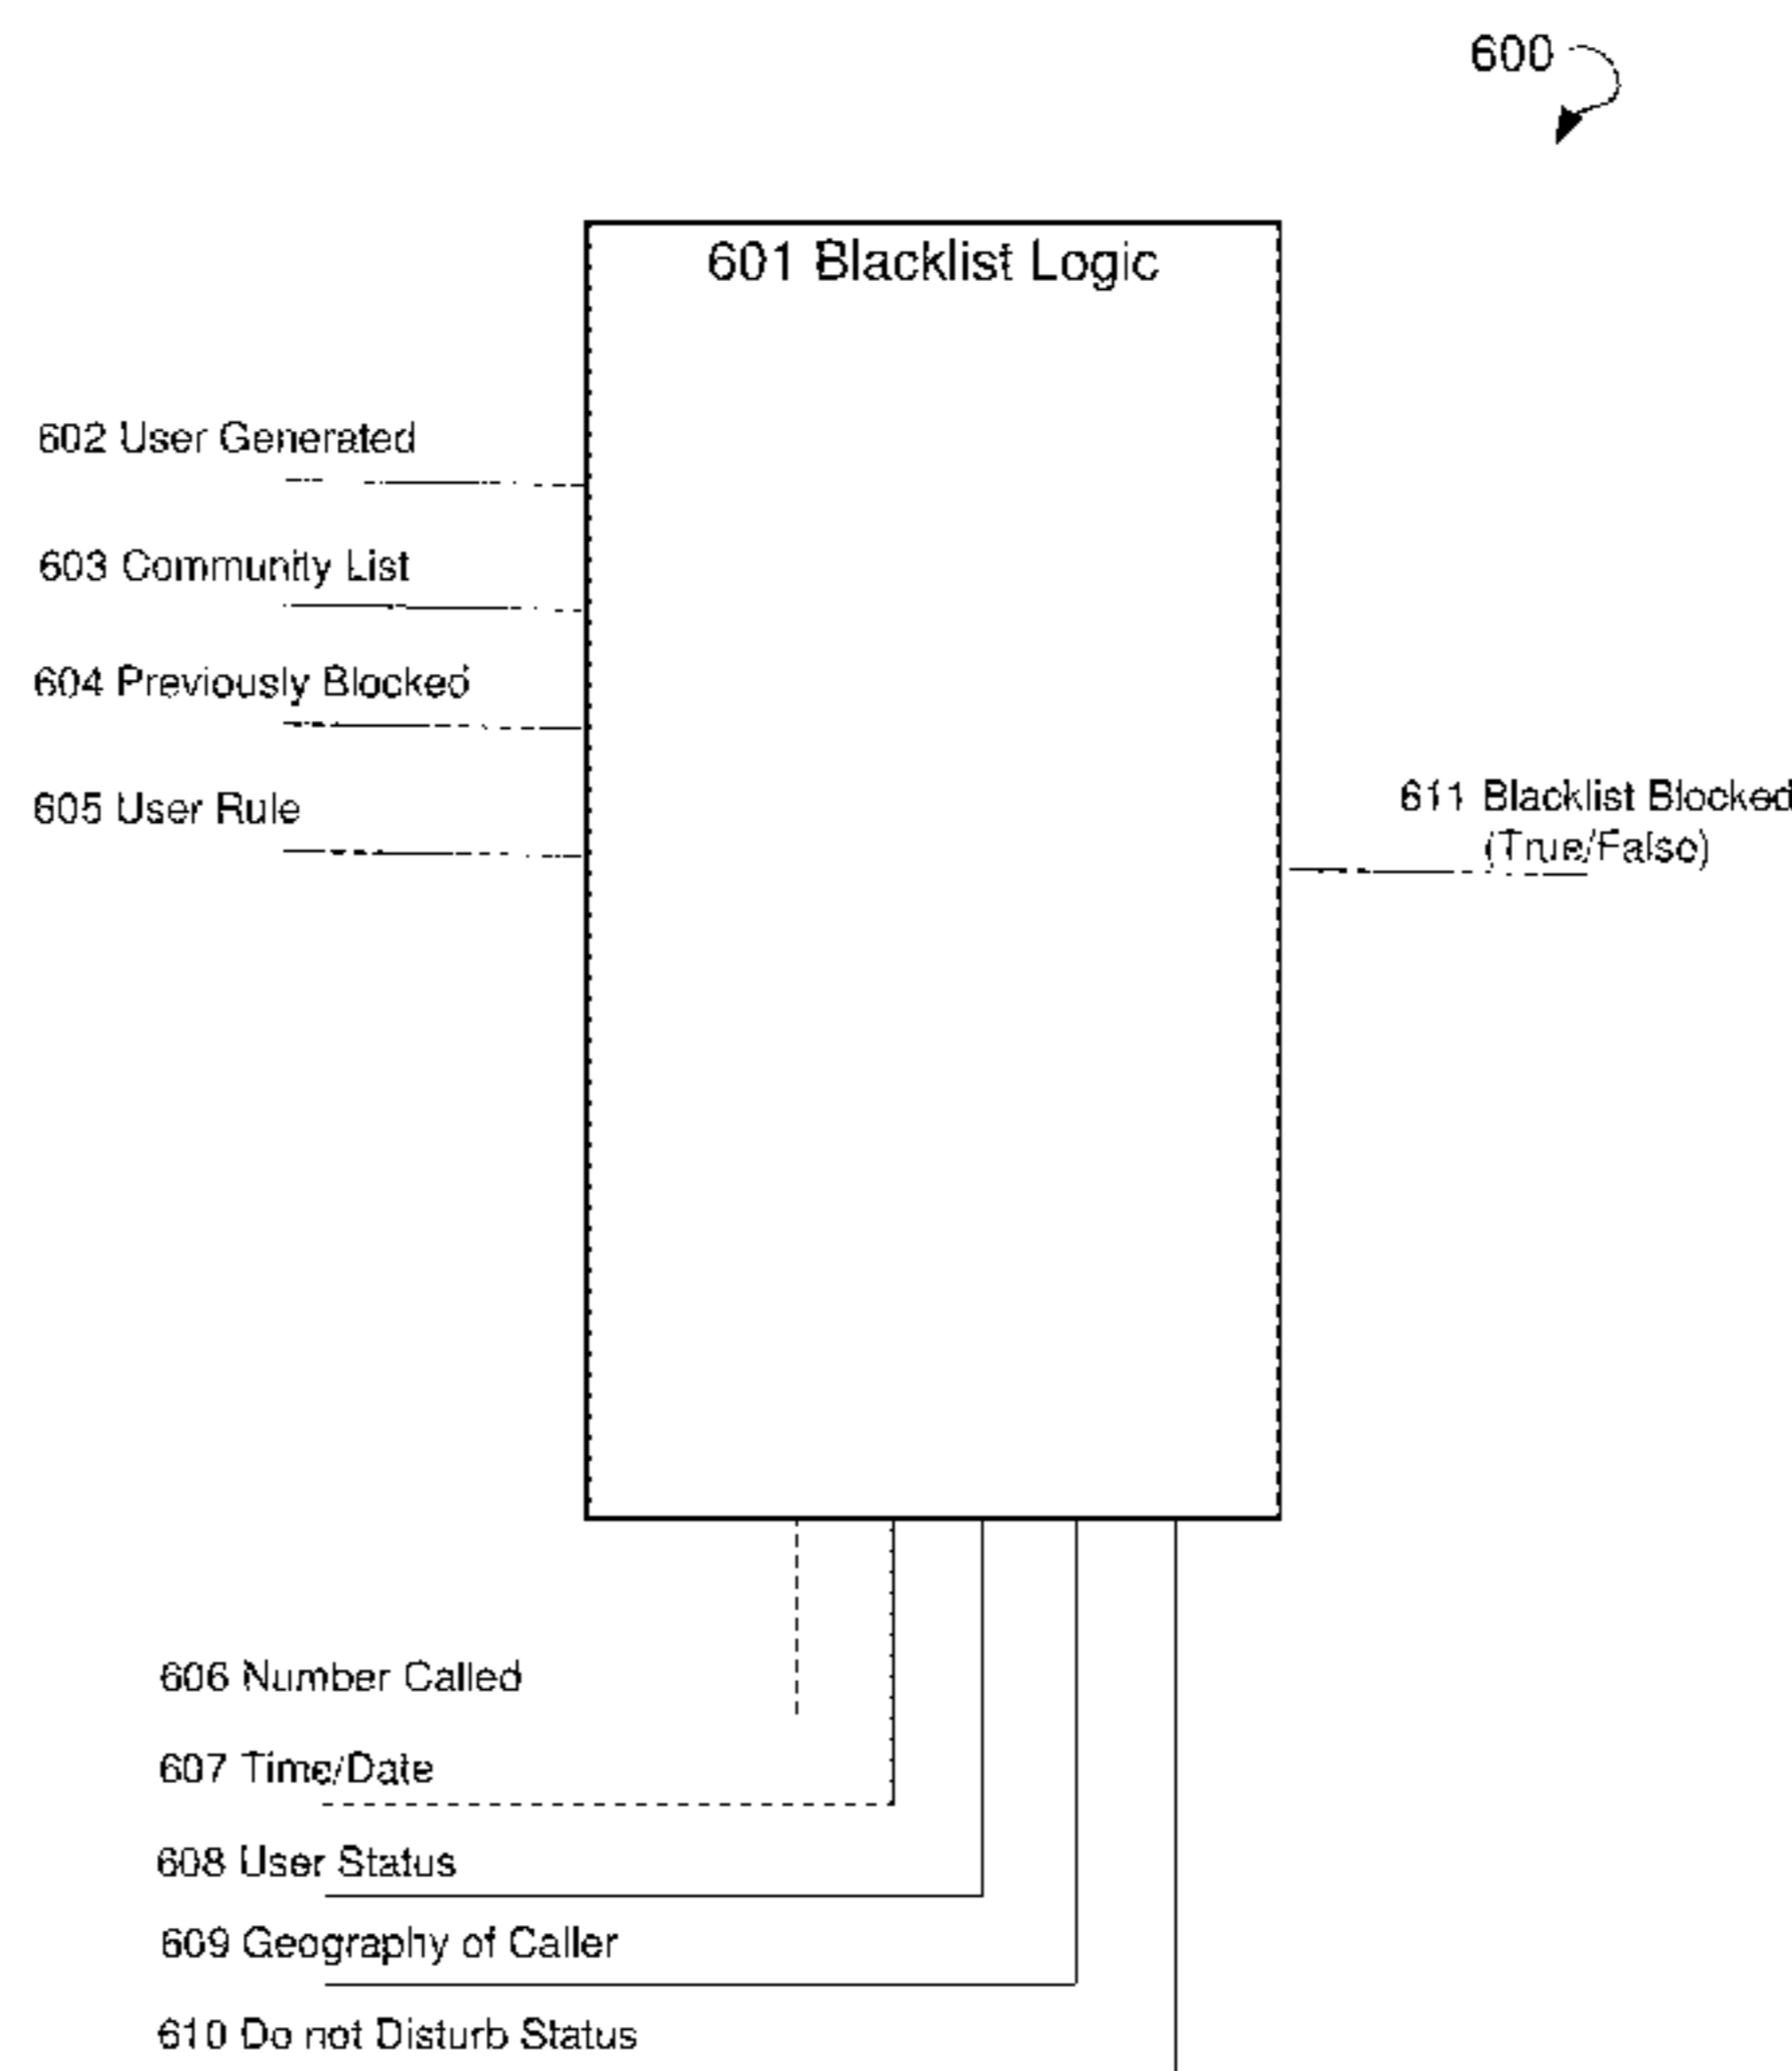 600
601 Blacklist Logic
602 User Generated
603 Community List
604 Previously Blocked
605 User Rule
611 Blacklist Blocked
(True/False)
606 Number Called
607 Time/Date
608 User Status
609 Geography of Caller
610 Do not Disturb Status